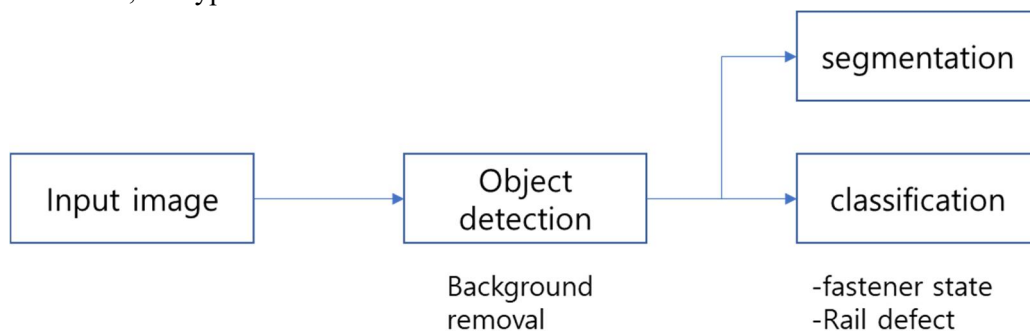 segmentation
Input image
Object
detection
classification
Background
removal
-fastener state
-Rail defect